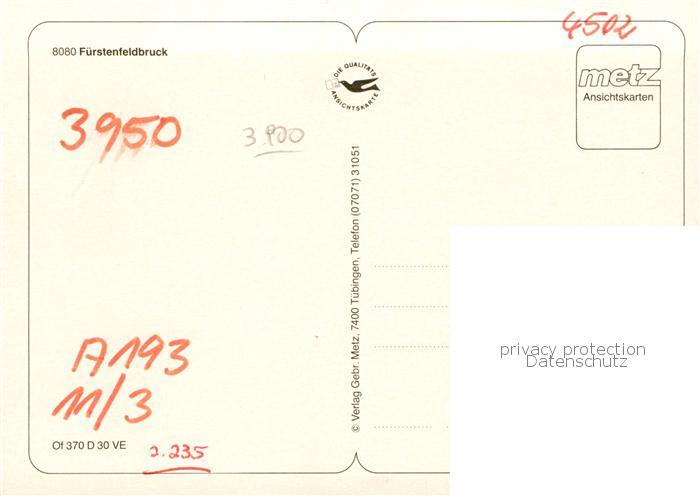 4502
8080 Fürstenfeldbruck
DIE QUALITÄTS
ANSICHTSKARTE
metz
Ansichtskarten
3950
3.900
© Verlag Gebr. Metz, 7400 Tübingen, Telefon (07071) 31051
privacy protection
Datenschutz
A193
11/3
Of 370 D 30 VE
2.235